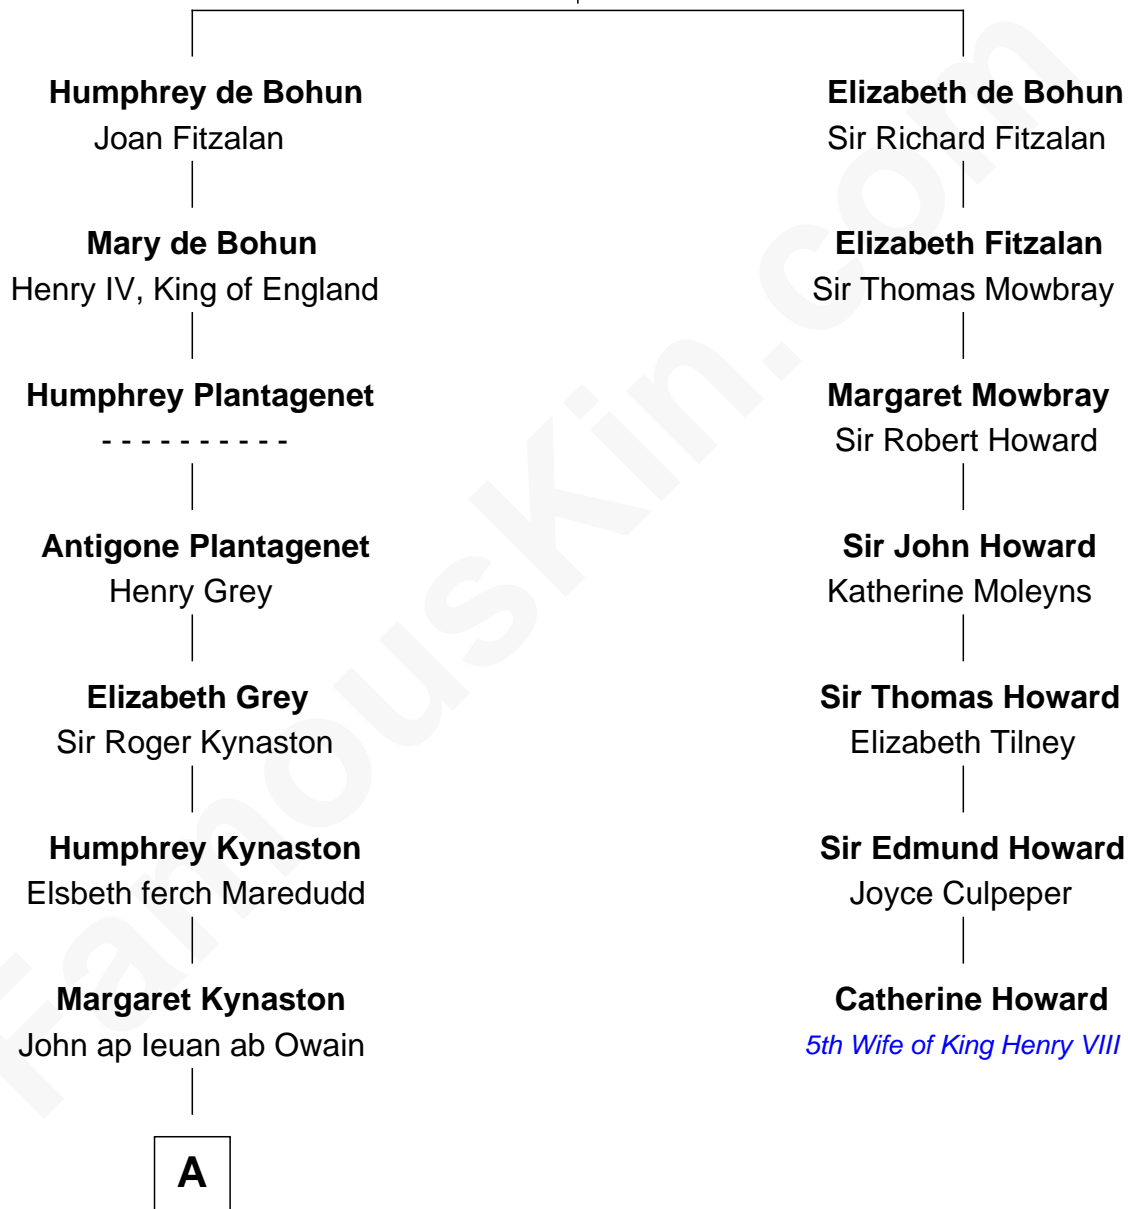 Humphrey de Bohun
Joan Fitzalan
Mary de Bohun
Henry IV, King of England
Humphrey Plantagenet
- - - - - - - - - -
Antigone Plantagenet
Henry Grey
Elizabeth Grey
Sir Roger Kynaston
Humphrey Kynaston
Elsbeth ferch Maredudd
Margaret Kynaston
John ap Ieuan ab Owain
A
Elizabeth de Bohun
Sir Richard Fitzalan
Elizabeth Fitzalan
Sir Thomas Mowbray
Margaret Mowbray
Sir Robert Howard
Sir John Howard
Katherine Moleyns
Sir Thomas Howard
Elizabeth Tilney
Sir Edmund Howard
Joyce Culpeper
Catherine Howard
5th Wife of King Henry VIII
FamousKin.com